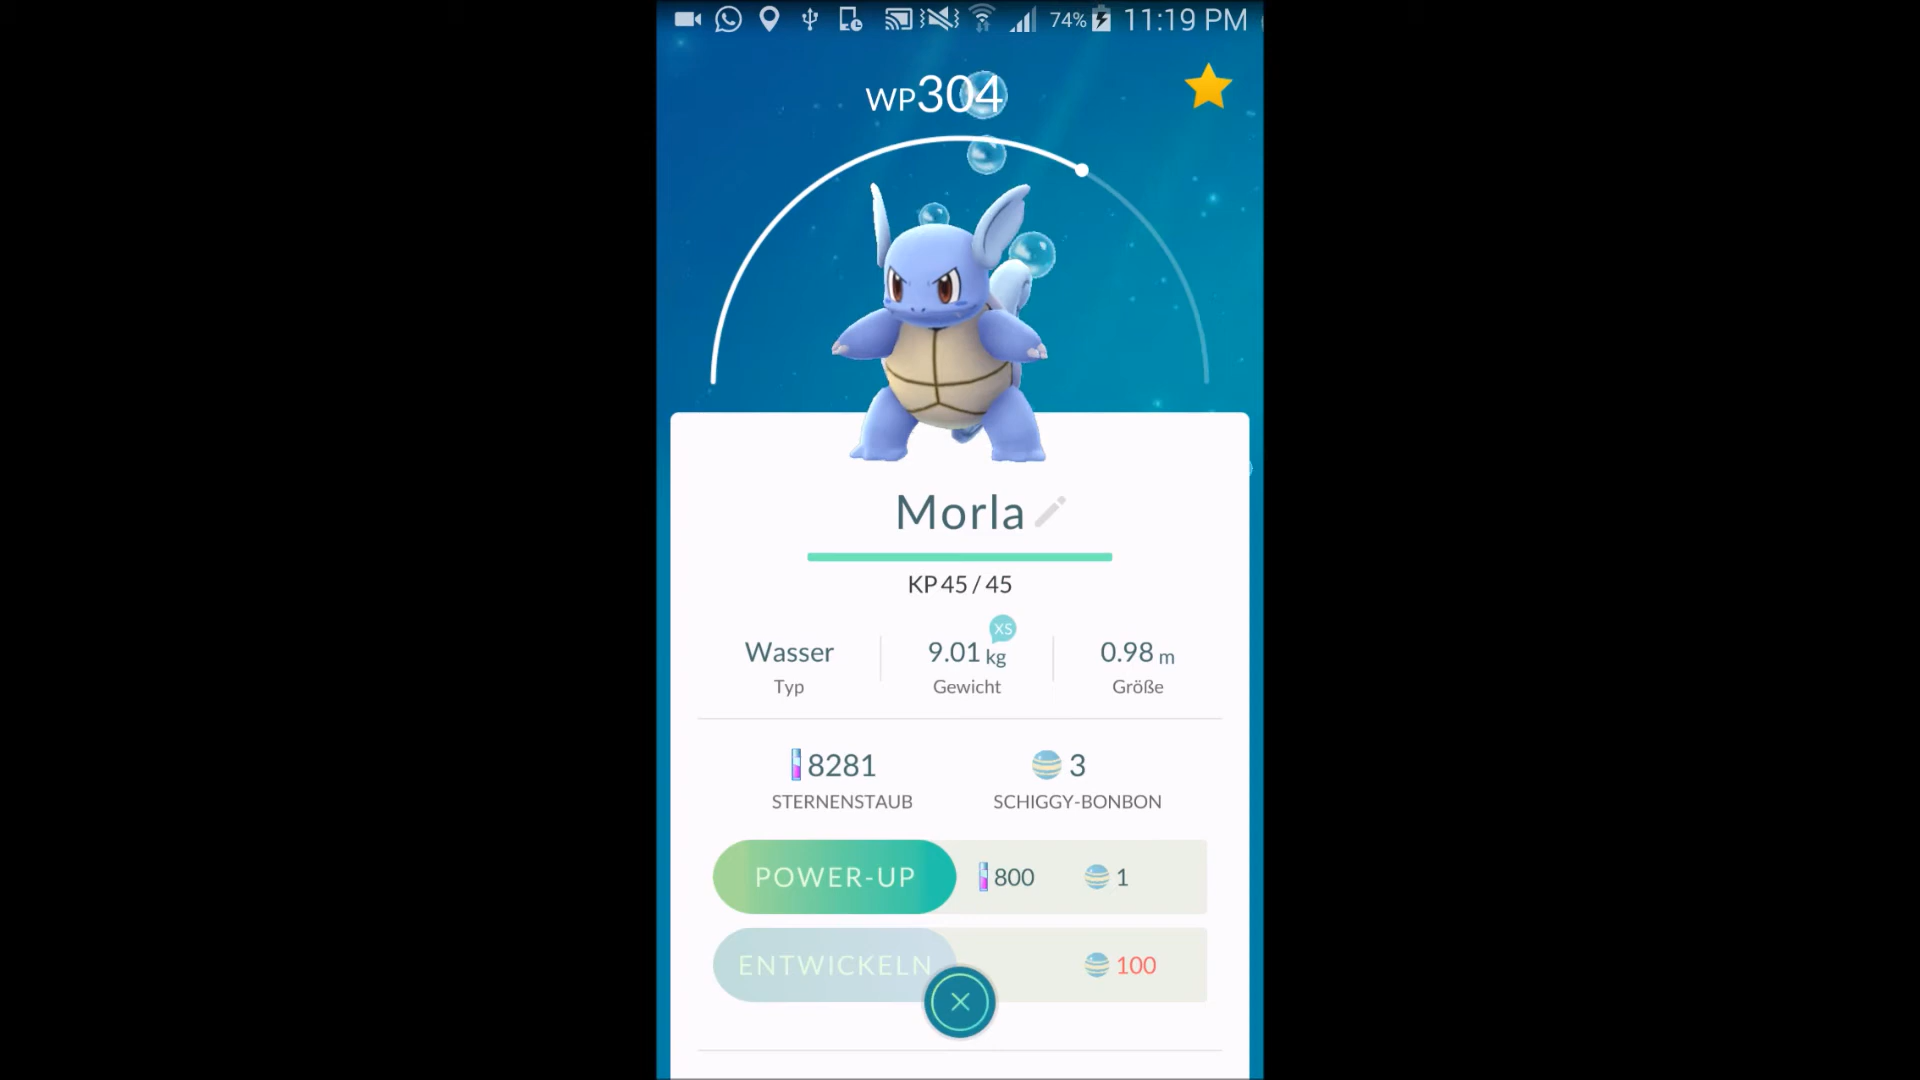 74% 11:19 PM
WP304
Morla
KP 45 / 45
XS
Wasser 9.01 kg 0.98 m
Typ Gewicht Größe
8281 3
STERNENSTAUB SCHIGGY-BONBON
POWER-UP 800 1
ENTWICKELN 100